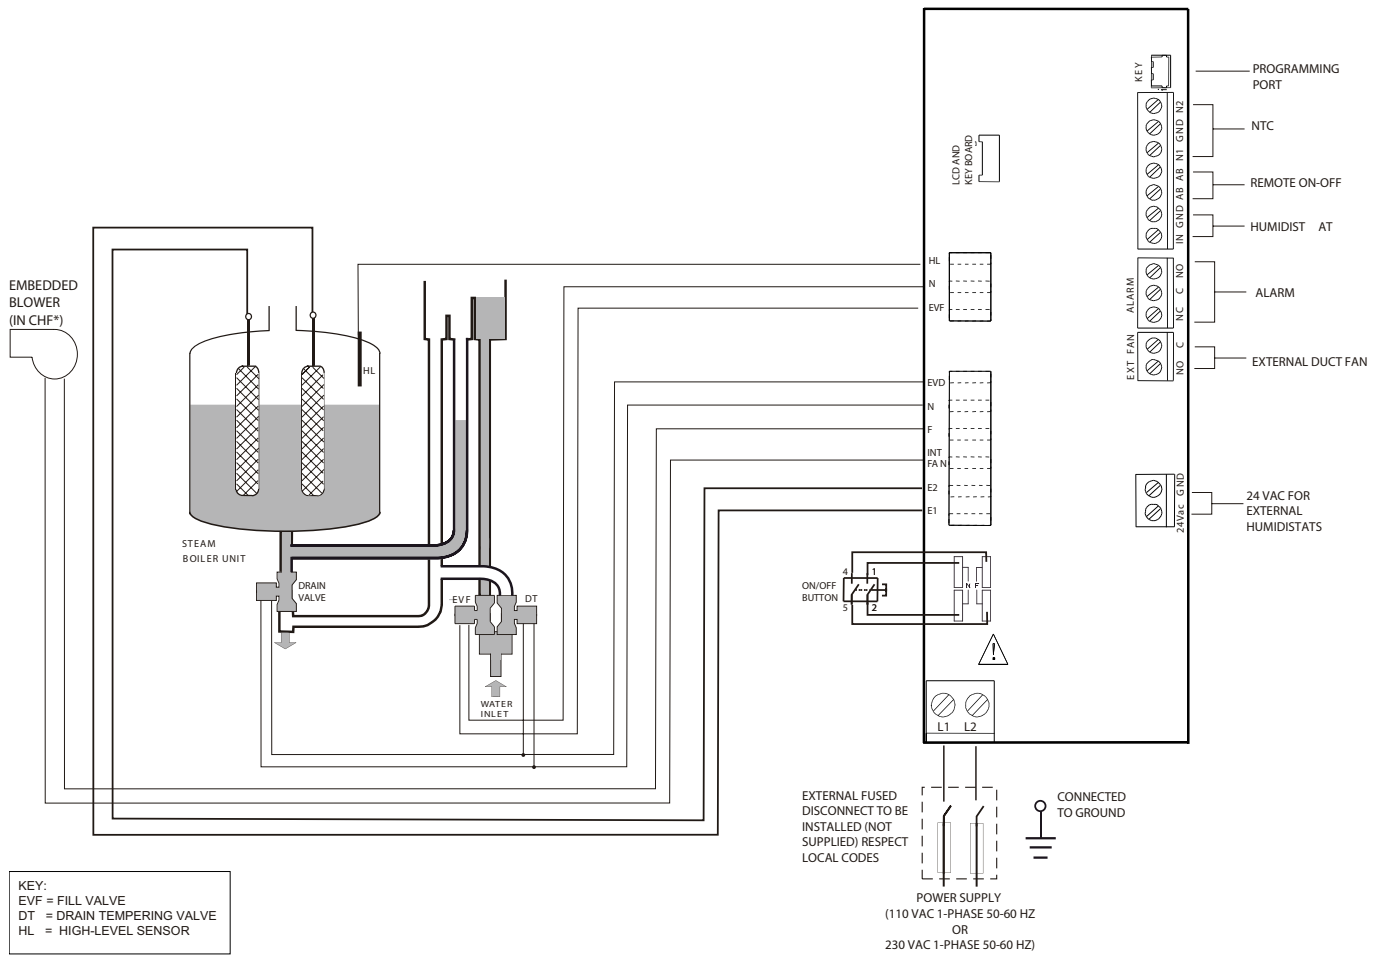 EMBEDDED
BLOWER
(IN CHF*)
HL
STEAM
BOILER UNIT
DRAIN
VALVE
EVF
DT
WATER
INLET
LCD AND
KEY BOARD
HL
N
EVF
EVD
N
F
INT
FAN
E2
E1
ON/OFF
BUTTON
4
1
5
2
N F
L1
L2
KEY
N2
GND
N1
AB
AB
GND
IN
ALARM
NO
C
NC
EXT FAN
C
NO
GND
24Vac
PROGRAMMING
PORT
NTC
REMOTE ON-OFF
HUMIDIST AT
ALARM
EXTERNAL DUCT FAN
24 VAC FOR
EXTERNAL
HUMIDISTATS
EXTERNAL FUSED
DISCONNECT TO BE
INSTALLED (NOT
SUPPLIED) RESPECT
LOCAL CODES
CONNECTED
TO GROUND
POWER SUPPLY
(110 VAC 1-PHASE 50-60 HZ
OR
230 VAC 1-PHASE 50-60 HZ)
KEY:
EVF = FILL VALVE
DT = DRAIN TEMPERING VALVE
HL = HIGH-LEVEL SENSOR